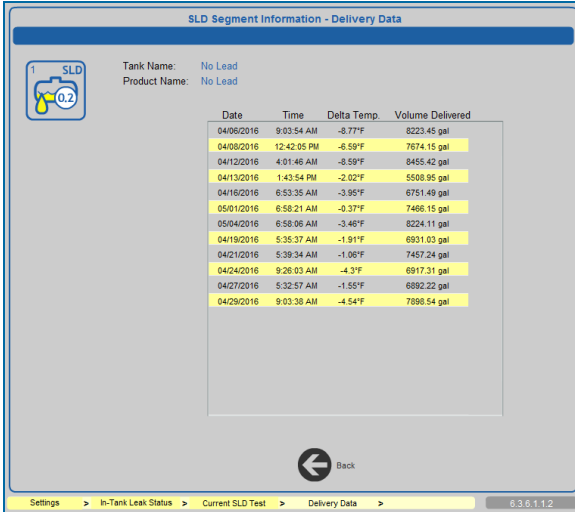 SLD Segment Information - Delivery Data
1 SLD
0.2
Tank Name: No Lead
Product Name: No Lead
Date Time Delta Temp. Volume Delivered
04/06/2016 9:03:54 AM -8.77°F 8223.45 gal
04/08/2016 12:42:05 PM -6.59°F 7674.15 gal
04/12/2016 4:01:46 AM -8.59°F 8455.42 gal
04/13/2016 1:43:54 PM -2.02°F 5508.95 gal
04/16/2016 6:53:35 AM -3.95°F 6751.49 gal
05/01/2016 6:58:21 AM -0.37°F 7466.15 gal
05/04/2016 6:58:06 AM -3.46°F 8224.11 gal
04/19/2016 5:35:37 AM -1.91°F 6931.03 gal
04/21/2016 5:39:34 AM -1.06°F 7457.24 gal
04/24/2016 9:26:03 AM -4.3°F 6917.31 gal
04/27/2016 5:32:57 AM -1.55°F 6892.22 gal
04/29/2016 9:03:38 AM -4.54°F 7898.54 gal
Back
Settings > In-Tank Leak Status > Current SLD Test > Delivery Data > 6.3.6.1.1.2